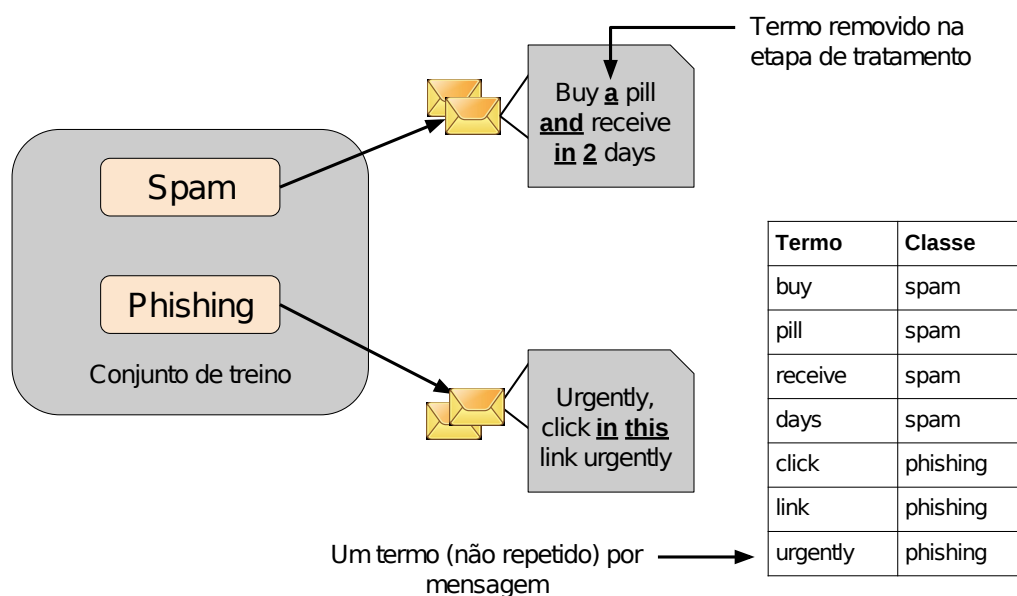 Termo removido na
etapa de tratamento
Buy a pill
and receive
in 2 days
Spam
Phishing
Conjunto de treino
Urgently,
click in this
link urgently
Termo Classe
buy spam
pill spam
receive spam
days spam
click phishing
link phishing
urgently phishing
Um termo (não repetido) por
mensagem